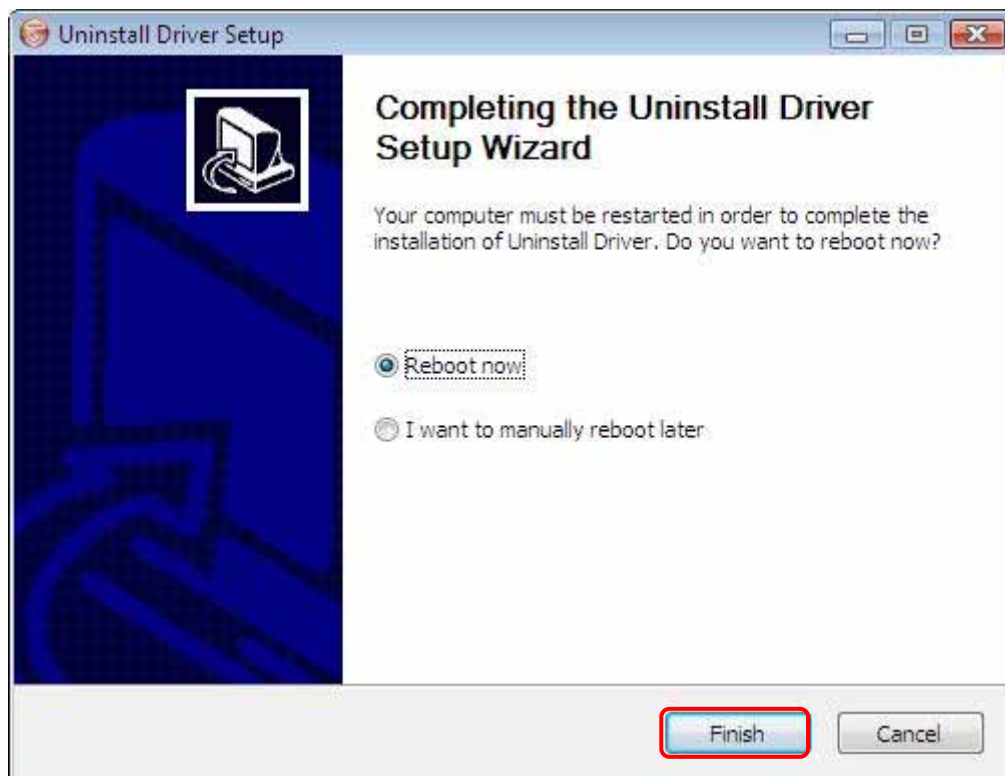 Uninstall Driver Setup
Completing the Uninstall Driver
Setup Wizard
Your computer must be restarted in order to complete the
installation of Uninstall Driver. Do you want to reboot now?
Reboot now
I want to manually reboot later
Finish
Cancel